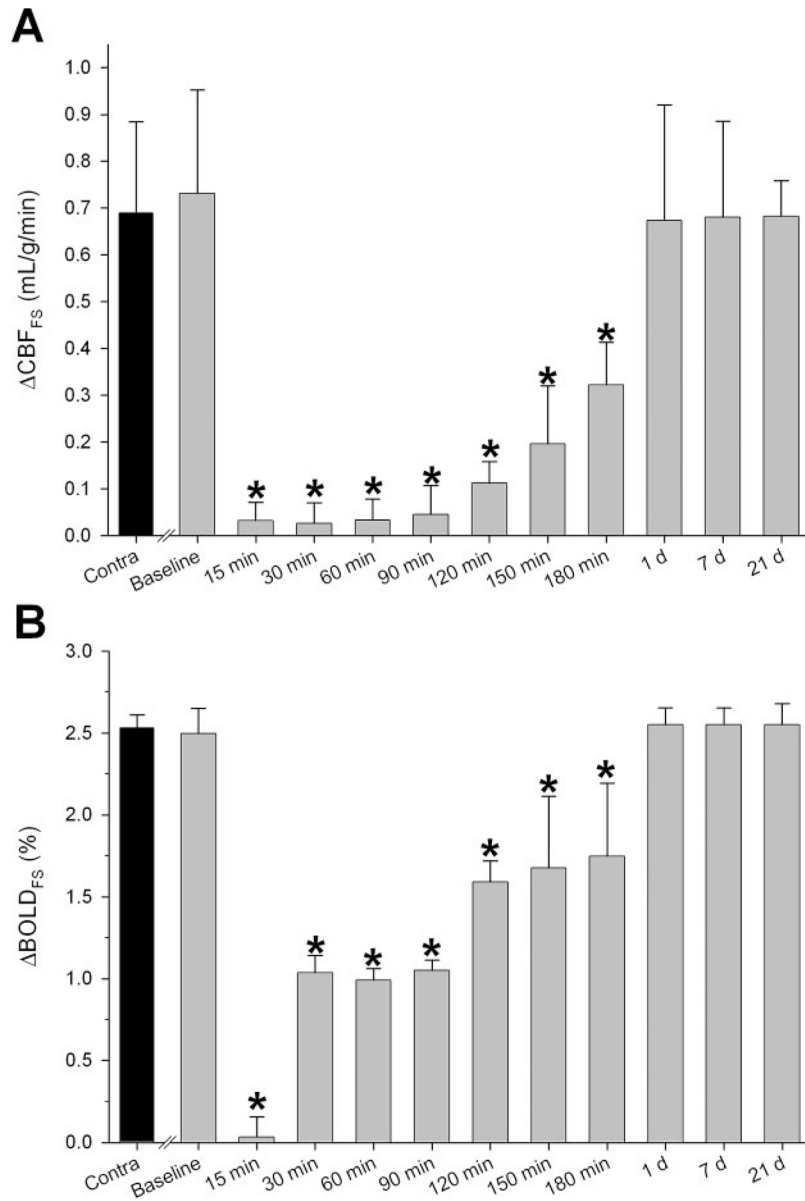 A
ΔCBF_FS (mL/g/min)
1.0
0.9
0.8
0.7
0.6
0.5
0.4
0.3
0.2
0.1
0.0
* * * * * * *
Contra Baseline 15 min 30 min 60 min 90 min 120 min 150 min 180 min 1 d 7 d 21 d
B
ΔBOLD_FS (%)
3.0
2.5
2.0
1.5
1.0
0.5
0.0
* * * * * * *
Contra Baseline 15 min 30 min 60 min 90 min 120 min 150 min 180 min 1 d 7 d 21 d